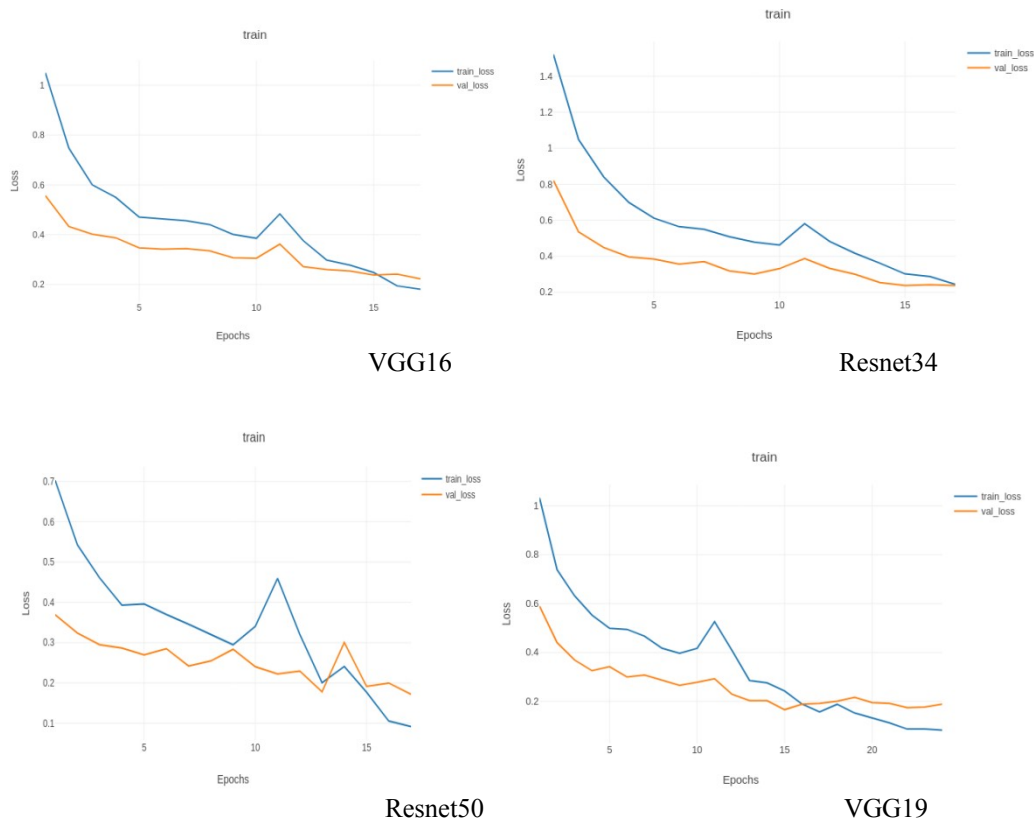 train
train_loss
val_loss
1
0.8
0.6
0.4
0.2
Loss
5 10 15
Epochs
VGG16
train
train_loss
val_loss
1.4
1.2
1
0.8
0.6
0.4
0.2
Loss
5 10 15
Epochs
Resnet34
train
train_loss
val_loss
0.7
0.6
0.5
0.4
0.3
0.2
0.1
Loss
5 10 15
Epochs
Resnet50
train
train_loss
val_loss
1
0.8
0.6
0.4
0.2
Loss
5 10 15 20
Epochs
VGG19